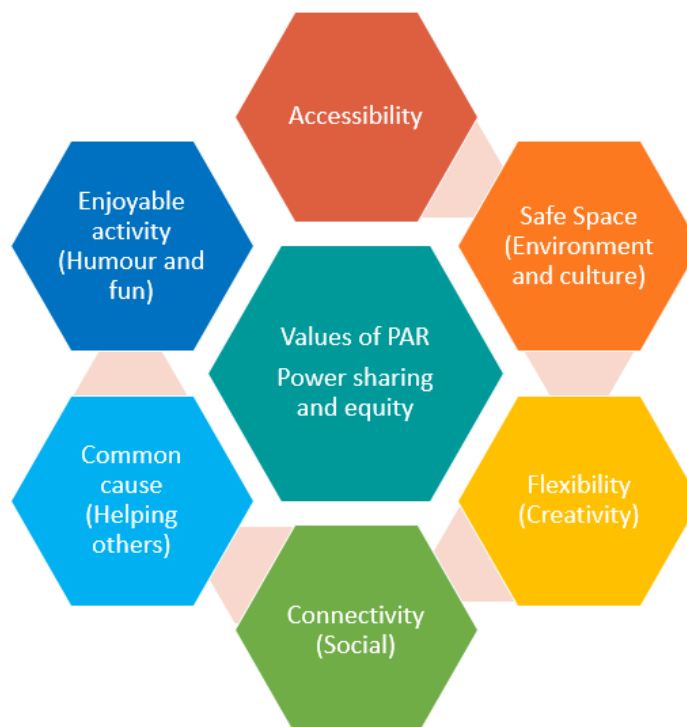 Accessibility
Safe Space
(Environment
and culture)
Flexibility
(Creativity)
Connectivity
(Social)
Common
cause
(Helping
others)
Enjoyable
activity
(Humour and
fun)
Values of PAR
Power sharing
and equity